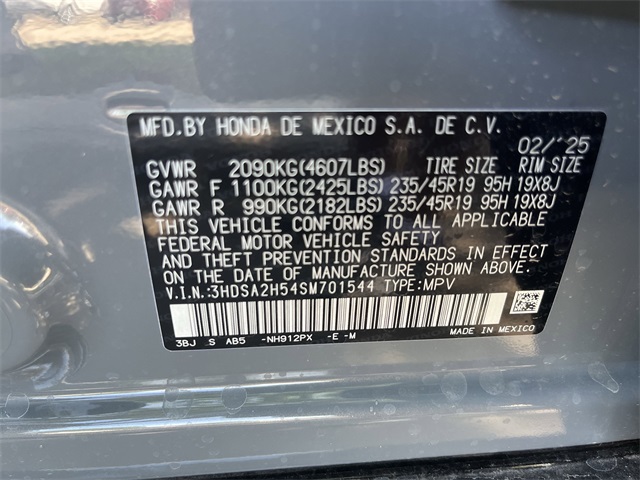 MFD.BY HONDA DE MEXICO S.A. DE C.V.
02/'25
GVWR 2090KG(4607LBS) TIRE SIZE RIM SIZE
GAWR F 1100KG(2425LBS) 235/45R19 95H 19X8J
GAWR R 990KG(2182LBS) 235/45R19 95H 19X8J
THIS VEHICLE CONFORMS TO ALL APPLICABLE
FEDERAL MOTOR VEHICLE SAFETY
AND THEFT PREVENTION STANDARDS IN EFFECT
ON THE DATE OF MANUFACTURE SHOWN ABOVE.
V.I.N.:3HDSA2H54SM701544 TYPE:MPV
3BJ S AB5 -NH912PX -E -M MADE IN MEXICO